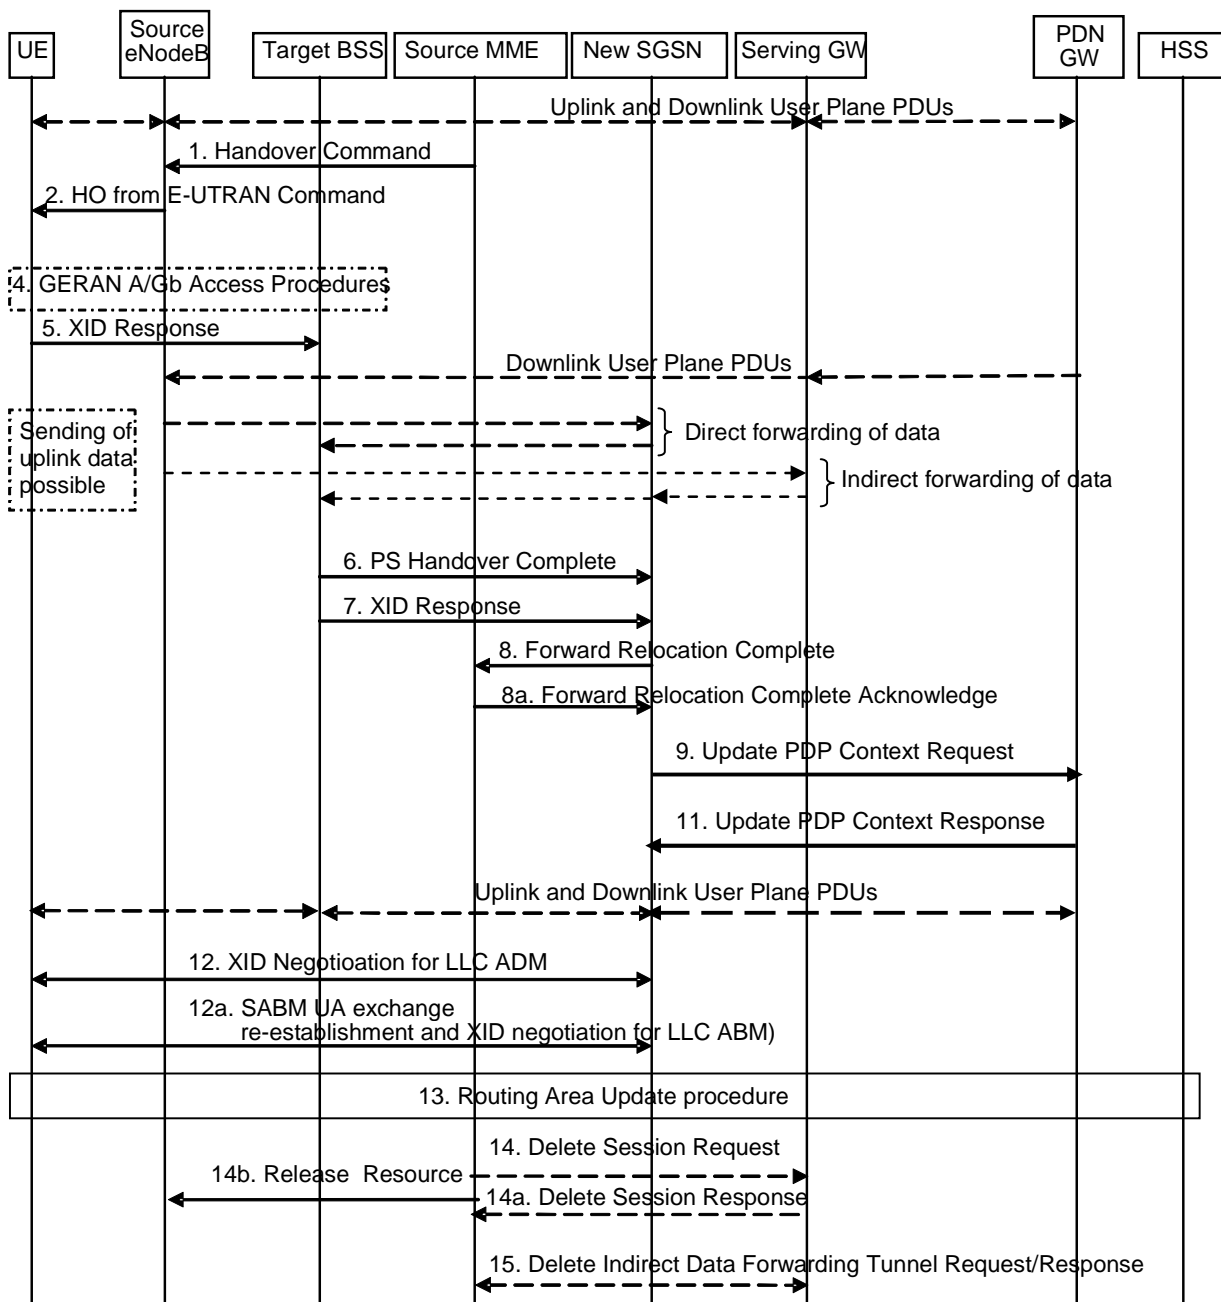 UE
Source
eNodeB
Target BSS
Source MME
New SGSN
Serving GW
PDN
GW
HSS
Uplink and Downlink User Plane PDUs
1. Handover Command
2. HO from E-UTRAN Command
4. GERAN A/Gb Access Procedures
5. XID Response
Downlink User Plane PDUs
Sending of
uplink data
possible
Direct forwarding of data
Indirect forwarding of data
6. PS Handover Complete
7. XID Response
8. Forward Relocation Complete
8a. Forward Relocation Complete Acknowledge
9. Update PDP Context Request
11. Update PDP Context Response
Uplink and Downlink User Plane PDUs
12. XID Negotioation for LLC ADM
12a. SABM UA exchange
re-establishment and XID negotiation for LLC ABM)
13. Routing Area Update procedure
14. Delete Session Request
14b. Release Resource
14a. Delete Session Response
15. Delete Indirect Data Forwarding Tunnel Request/Response